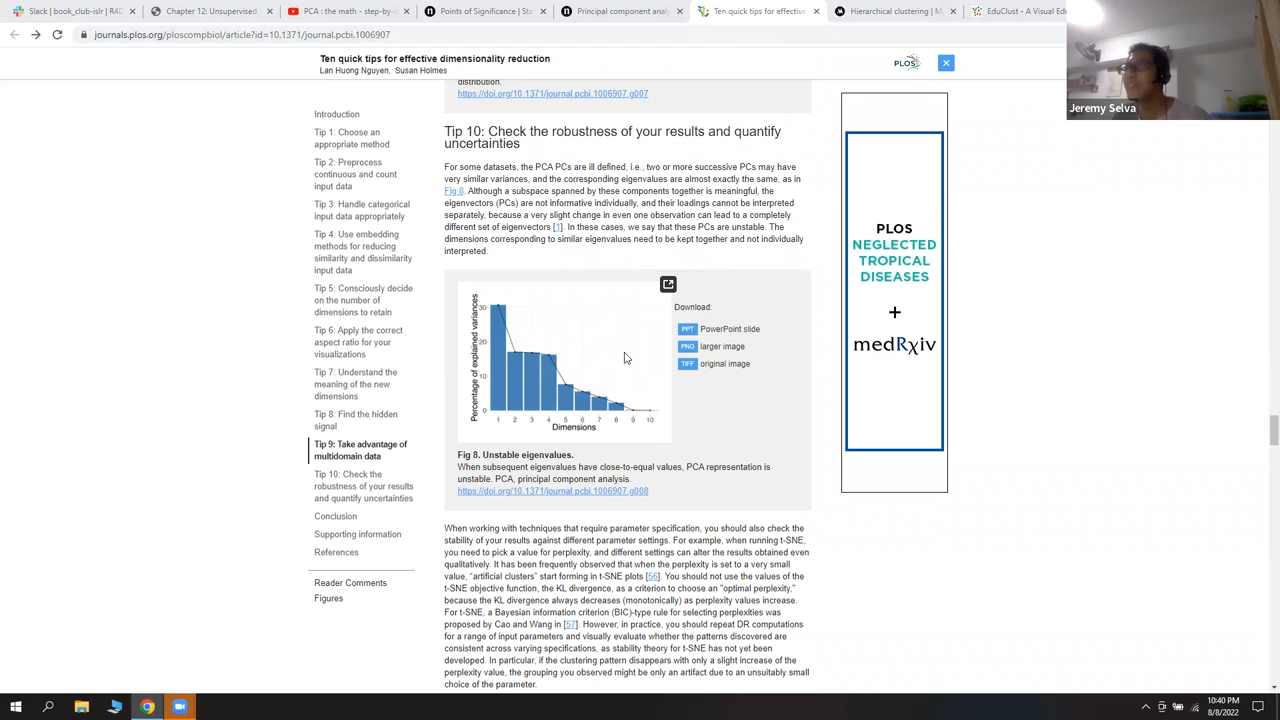 Slack | book_club-islr | R4D
Chapter 12: Unsupervised
PCA : the math - step-by-
Points of Significance | Sta
Principal component analy
Ten quick tips for effective
Hierarchical clustering | N
EduClust - A Visual Edu
journals.plos.org/ploscompbiol/article?id=10.1371/journal.pcbi.1006907
Ten quick tips for effective dimensionality reduction
Lan Huong Nguyen, Susan Holmes
PLOS
Jeremy Selva
Introduction
Tip 1: Choose an
appropriate method
Tip 2: Preprocess
continuous and count
input data
Tip 3: Handle categorical
input data appropriately
Tip 4: Use embedding
methods for reducing
similarity and dissimilarity
input data
Tip 5: Consciously decide
on the number of
dimensions to retain
Tip 6: Apply the correct
aspect ratio for your
visualizations
Tip 7: Understand the
meaning of the new
dimensions
Tip 8: Find the hidden
signal
Tip 9: Take advantage of
multidomain data
Tip 10: Check the
robustness of your results
and quantify uncertainties
Conclusion
Supporting information
References
Reader Comments
Figures
distribution.
https://doi.org/10.1371/journal.pcbi.1006907.g007
Tip 10: Check the robustness of your results and quantify
uncertainties
For some datasets, the PCA PCs are ill defined, i.e., two or more successive PCs may have
very similar variances, and the corresponding eigenvalues are almost exactly the same, as in
Fig 8. Although a subspace spanned by these components together is meaningful, the
eigenvectors (PCs) are not informative individually, and their loadings cannot be interpreted
separately, because a very slight change in even one observation can lead to a completely
different set of eigenvectors [1]. In these cases, we say that these PCs are unstable. The
dimensions corresponding to similar eigenvalues need to be kept together and not individually
interpreted.
Percentage of explained variances
30
20
10
0
1 2 3 4 5 6 7 8 9 10
Dimensions
Download:
PPT PowerPoint slide
PNG larger image
TIFF original image
Fig 8. Unstable eigenvalues.
When subsequent eigenvalues have close-to-equal values, PCA representation is
unstable. PCA, principal component analysis.
https://doi.org/10.1371/journal.pcbi.1006907.g008
When working with techniques that require parameter specification, you should also check the
stability of your results against different parameter settings. For example, when running t-SNE,
you need to pick a value for perplexity, and different settings can alter the results obtained even
qualitatively. It has been frequently observed that when the perplexity is set to a very small
value, "artificial clusters" start forming in t-SNE plots [56]. You should not use the values of the
t-SNE objective function, the KL divergence, as a criterion to choose an "optimal perplexity,"
because the KL divergence always decreases (monotonically) as perplexity values increase.
For t-SNE, a Bayesian information criterion (BIC)-type rule for selecting perplexities was
proposed by Cao and Wang in [57]. However, in practice, you should repeat DR computations
for a range of input parameters and visually evaluate whether the patterns discovered are
consistent across varying specifications, as stability theory for t-SNE has not yet been
developed. In particular, if the clustering pattern disappears with only a slight increase of the
perplexity value, the grouping you observed might be only an artifact due to an unsuitably small
choice of the parameter.
PLOS
NEGLECTED
TROPICAL
DISEASES
+
medRxiv
10:40 PM
8/8/2022